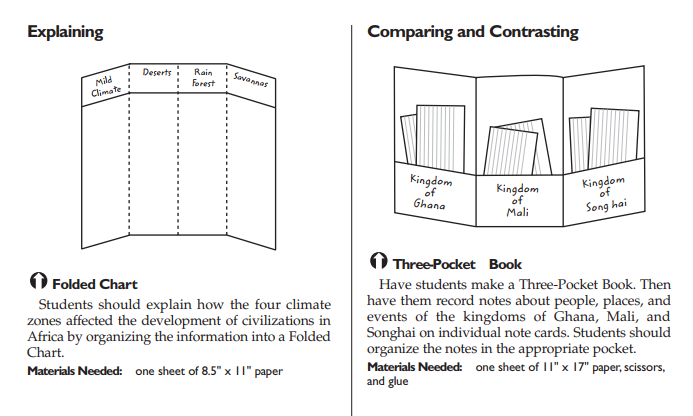 Explaining
Mild
Climate
Deserts
Rain
Forest
Savannas
Folded Chart
Students should explain how the four climate
zones affected the development of civilizations in
Africa by organizing the information into a Folded
Chart.
Materials Needed: one sheet of 8.5" x 11" paper
Comparing and Contrasting
Kingdom
of
Ghana
Kingdom
of
Mali
Kingdom
of
Song hai
Three-Pocket Book
Have students make a Three-Pocket Book. Then
have them record notes about people, places, and
events of the kingdoms of Ghana, Mali, and
Songhai on individual note cards. Students should
organize the notes in the appropriate pocket.
Materials Needed: one sheet of 11" x 17" paper, scissors,
and glue